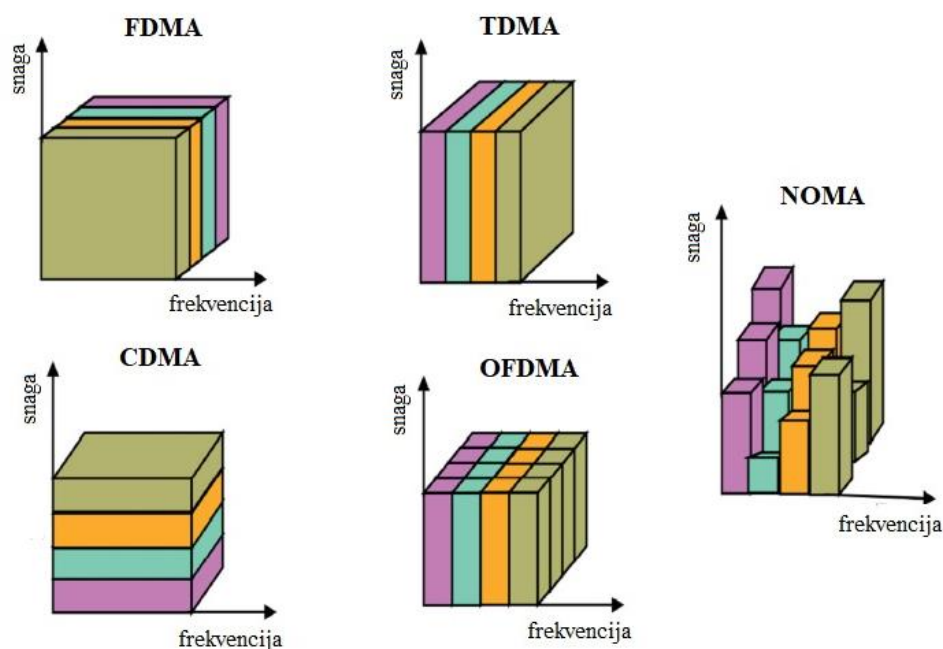 FDMA
snaga
frekvencija
TDMA
snaga
frekvencija
CDMA
snaga
frekvencija
OFDMA
snaga
frekvencija
NOMA
snaga
frekvencija